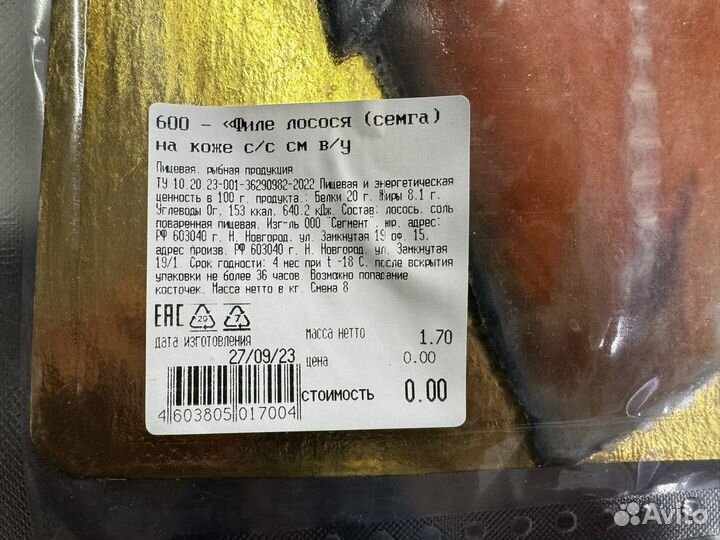 600 - «Филе лосося (семга)
на коже с/с см в/у
Пищевая, рыбная продукция
ТУ 10.20.23-001-36290982-2022 Пищевая и энергетическая
ценность в 100 г. продукта.: Белки 20 г. Жиры 8.1 г.
Углеводы 0г. 153 ккал. 640.2 кДж. Состав: лосось, соль
поваренная пищевая. Изг-ль ООО "Сегмент", юр. адрес:
РФ 603040 г. Н. Новгород, ул. Замкнутая 19 оф. 15,
адрес произв. РФ 603040 г. Н. Новгород, ул. Замкнутая
19/1. Срок годности: 4 мес при t -18 С, после вскрытия
упаковки не более 36 часов. Возможно попадание
косточек. Масса нетто в кг. Смена 8
EAC 20 7
масса нетто 1.70
дата изготовления
27/09/23
цена 0.00
стоимость 0.00
4 603805 017004
Avito